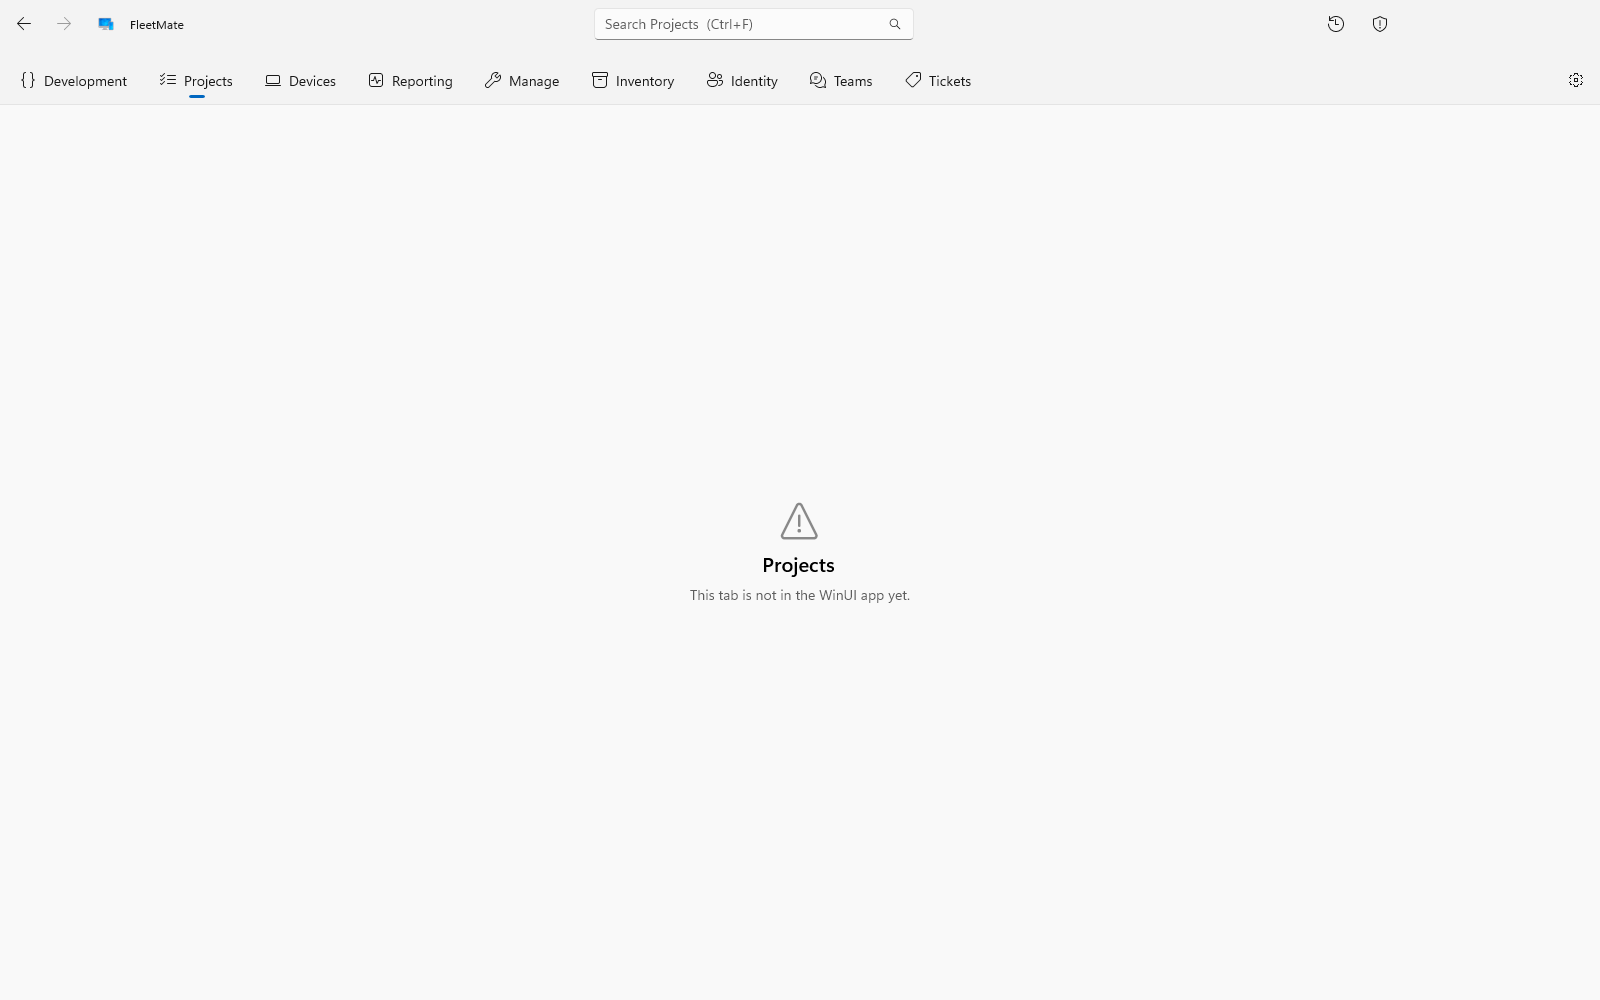 FleetMate
Search Projects (Ctrl+F)
Development
Projects
Devices
Reporting
Manage
Inventory
Identity
Teams
Tickets
Projects
This tab is not in the WinUI app yet.